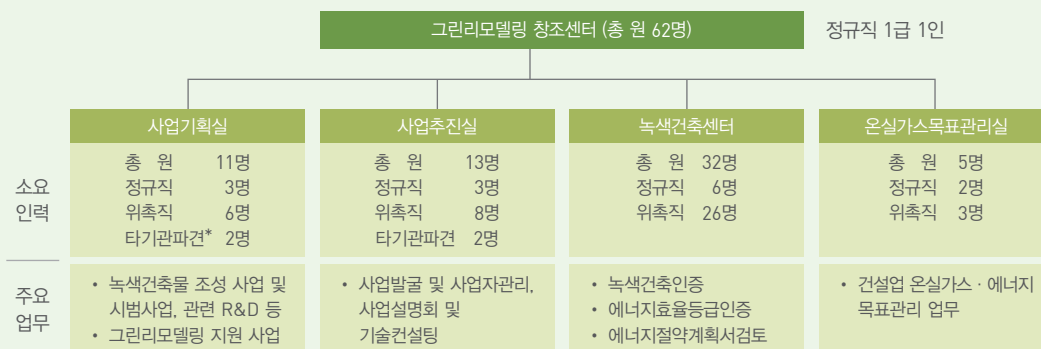 그린리모델링 창조센터 (총 원 62명)
정규직 1급 1인
사업기획실
사업추진실
녹색건축센터
온실가스목표관리실
소요
인력
총 원 11명
정규직 3명
위촉직 6명
타기관파견* 2명
총 원 13명
정규직 3명
위촉직 8명
타기관파견 2명
총 원 32명
정규직 6명
위촉직 26명
총 원 5명
정규직 2명
위촉직 3명
주요
업무
• 녹색건축물 조성 사업 및
시범사업, 관련 R&D 등
• 그린리모델링 지원 사업
• 사업발굴 및 사업자관리,
사업설명회 및
기술컨설팅
• 녹색건축인증
• 에너지효율등급인증
• 에너지절약계획서검토
• 건설업 온실가스 · 에너지
목표관리 업무